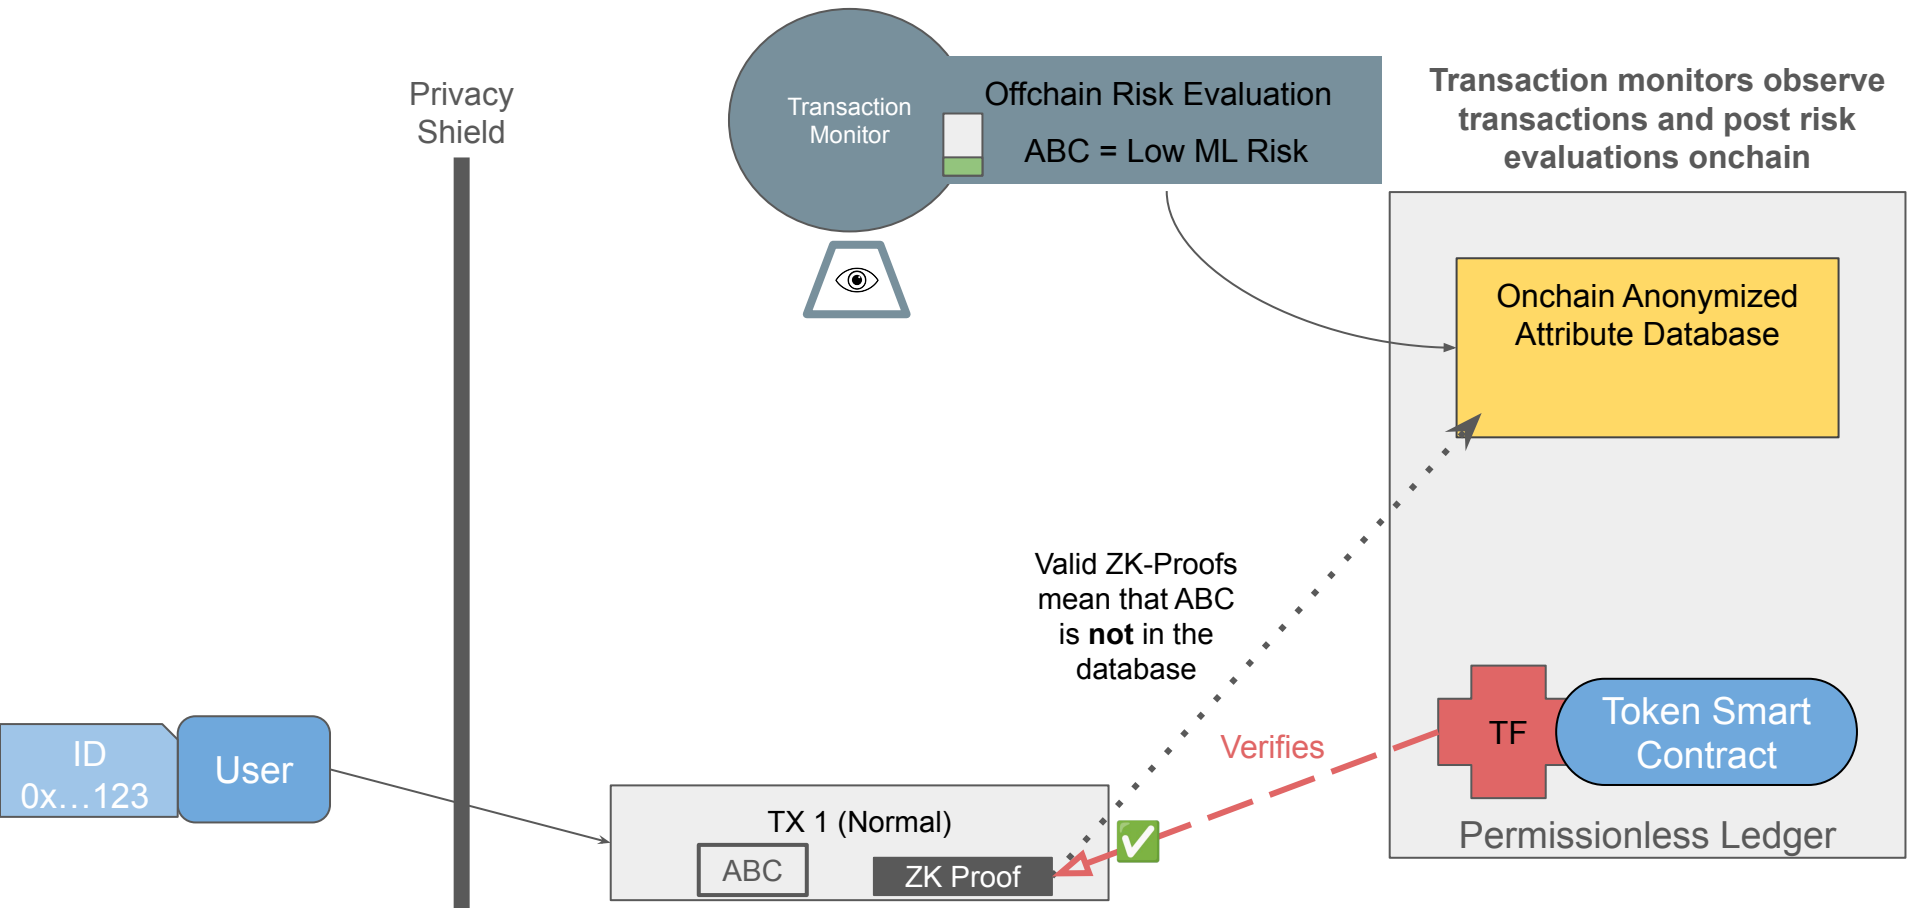 Privacy
Shield
Transaction
Monitor
Offchain Risk Evaluation
ABC = Low ML Risk
Transaction monitors observe
transactions and post risk
evaluations onchain
Onchain Anonymized
Attribute Database
Valid ZK-Proofs
mean that ABC
is not in the
database
Verifies
TF
Token Smart
Contract
Permissionless Ledger
ID
0x...123
User
TX 1 (Normal)
ABC
ZK Proof